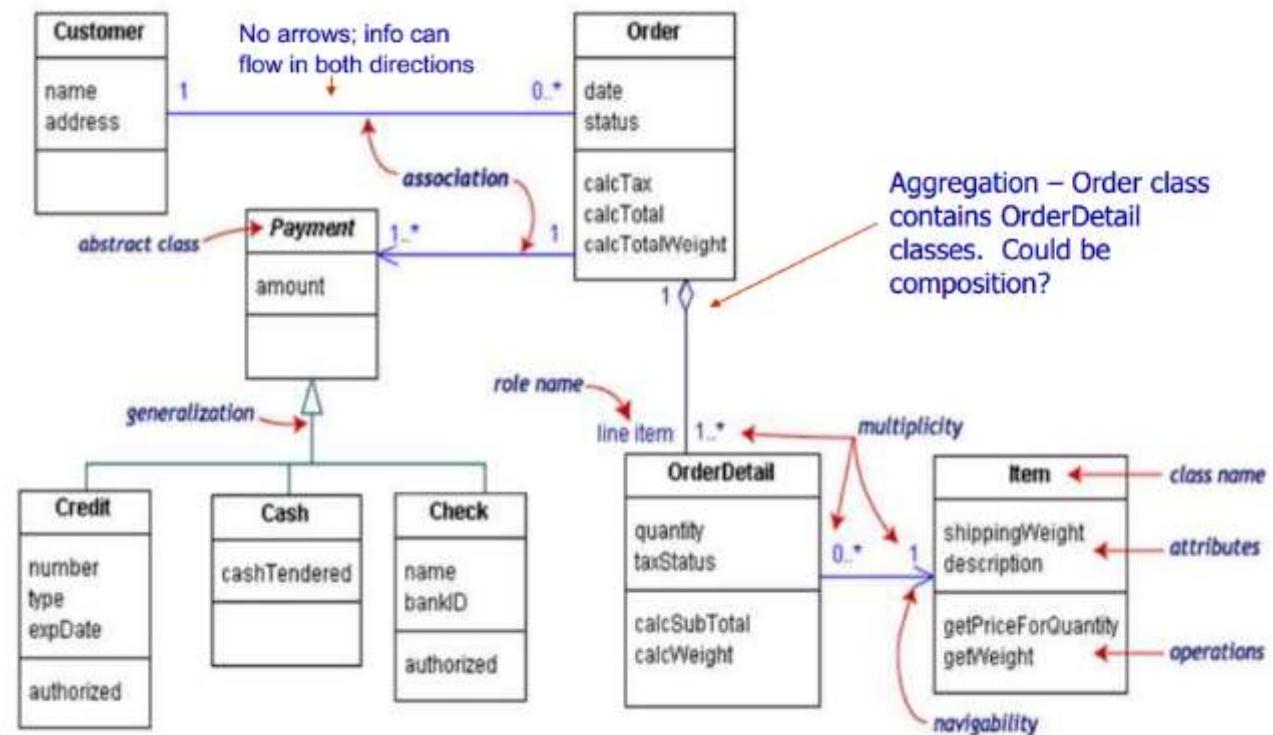 Customer
name
address
No arrows; info can
flow in both directions
1
0..*
Order
date
status
calcTax
calcTotal
calcTotalWeight
association
abstract class
Payment
amount
1..*
1
Aggregation – Order class
contains OrderDetail
classes. Could be
composition?
1
generalization
role name
line item
1..*
multiplicity
Credit
number
type
expDate
authorized
Cash
cashTendered
Check
name
bankID
authorized
OrderDetail
quantity
taxStatus
calcSubTotal
calcWeight
0..*
1
Item
shippingWeight
description
getPriceForQuantity
getWeight
class name
attributes
operations
navigability